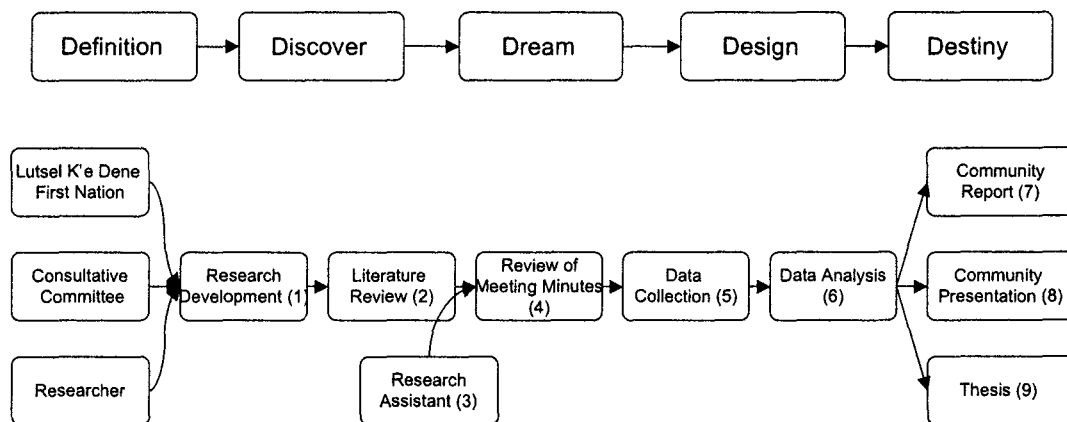 Definition
Discover
Dream
Design
Destiny
Lutsel K'e Dene
First Nation
Consultative
Committee
Researcher
Research
Development (1)
Literature
Review (2)
Research
Assistant (3)
Review of
Meeting Minutes
(4)
Data
Collection (5)
Data Analysis
(6)
Community
Report (7)
Community
Presentation (8)
Thesis (9)